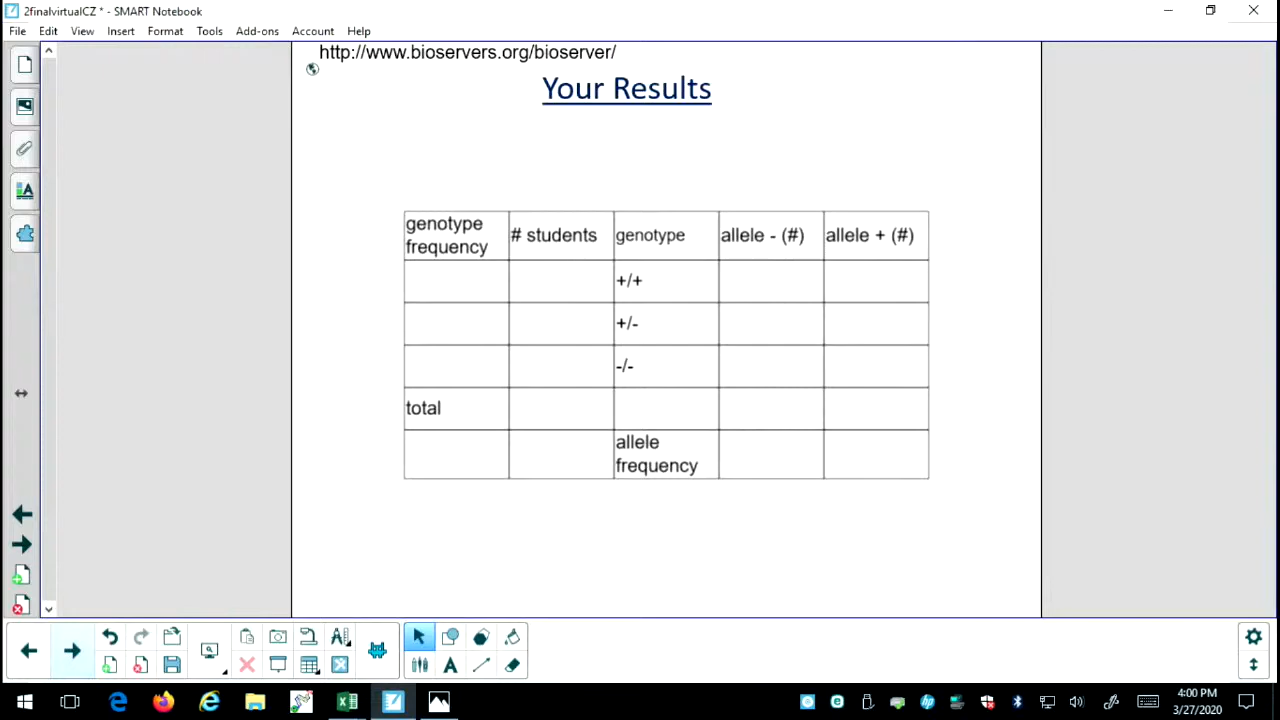 2finalvirtualCZ * - SMART Notebook
File Edit View Insert Format Tools Add-ons Account Help
http://www.bioservers.org/bioserver/
Your Results
genotype frequency # students genotype allele - (#) allele + (#)
+/+
+/-
-/-
total
allele
frequency
4:00 PM
3/27/2020